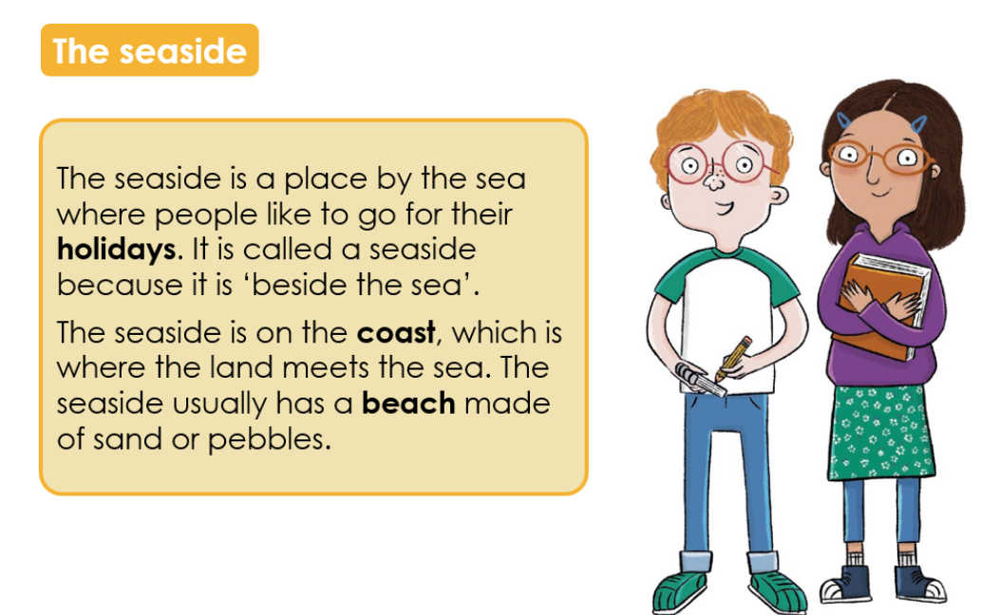 The seaside
The seaside is a place by the sea
where people like to go for their
holidays. It is called a seaside
because it is ‘beside the sea’.
The seaside is on the coast, which is
where the land meets the sea. The
seaside usually has a beach made
of sand or pebbles.